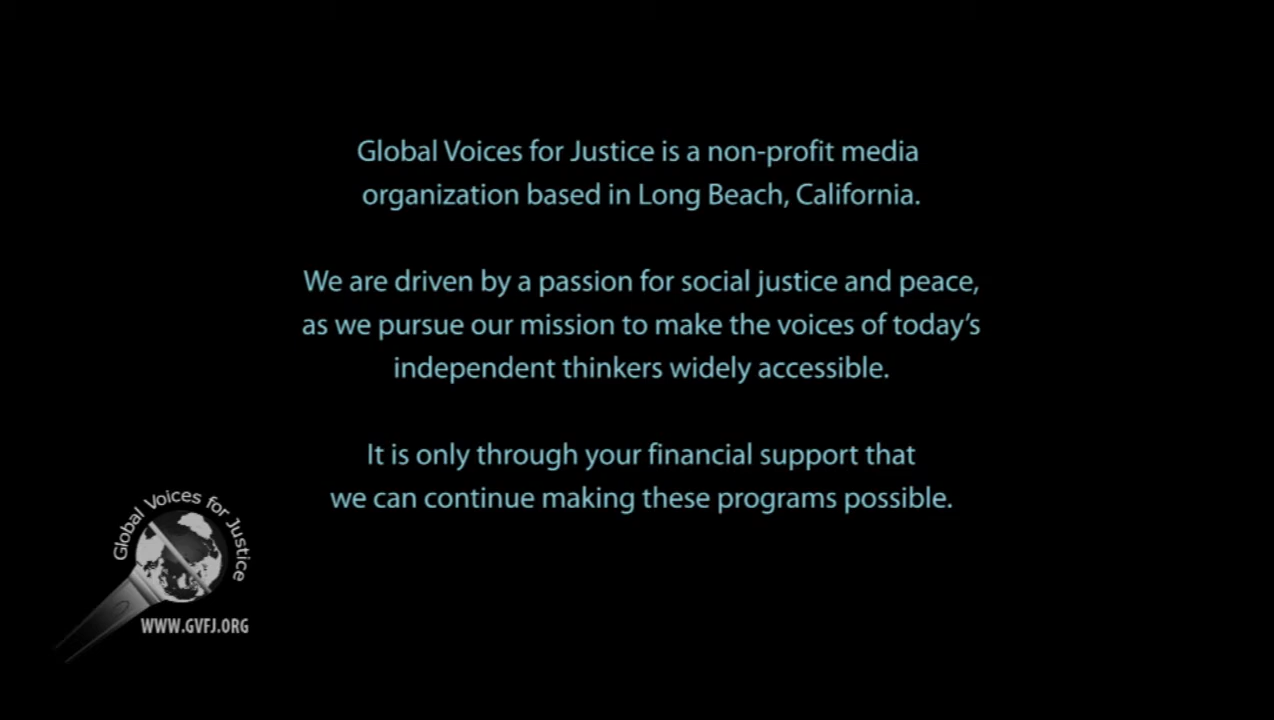 Global Voices for Justice is a non-profit media
organization based in Long Beach, California.
We are driven by a passion for social justice and peace,
as we pursue our mission to make the voices of today's
independent thinkers widely accessible.
It is only through your financial support that
we can continue making these programs possible.
Global Voices for Justice
WWW.GVFJ.ORG